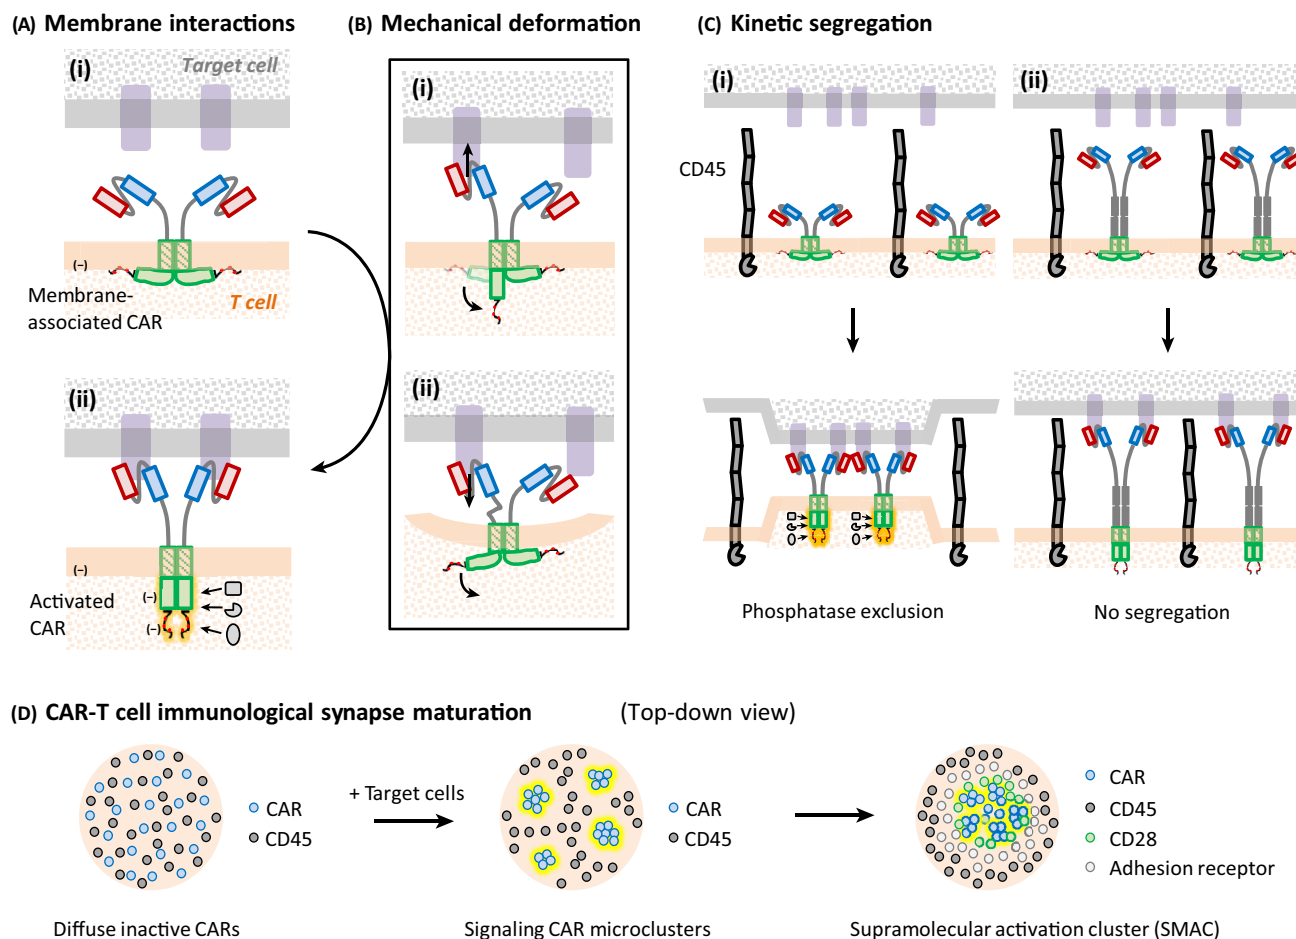 (A) Membrane interactions
(i)
Target cell
(–)
Membrane-
associated CAR
T cell
(ii)
(–)
Activated
CAR
(–)
(–)
(B) Mechanical deformation
(i)
(ii)
(C) Kinetic segregation
(i)
CD45
(ii)
Phosphatase exclusion
No segregation
(D) CAR-T cell immunological synapse maturation (Top-down view)
CAR
CD45
Diffuse inactive CARs
+ Target cells
CAR
CD45
Signaling CAR microclusters
CAR
CD45
CD28
Adhesion receptor
Supramolecular activation cluster (SMAC)